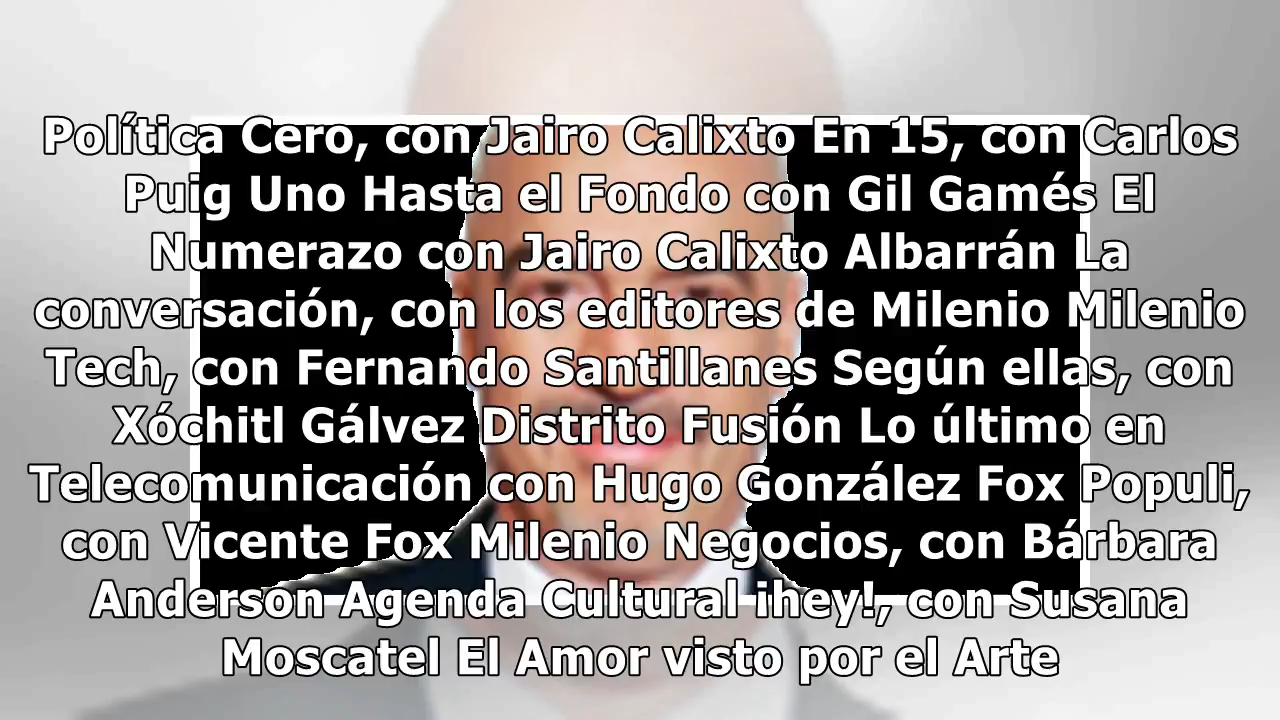 Política Cero, con Jairo Calixto En 15, con Carlos
Puig Uno Hasta el Fondo con Gil Gamés El
Numerazo con Jairo Calixto Albarrán La
conversación, con los editores de Milenio Milenio
Tech, con Fernando Santillanes Según ellas, con
Xóchitl Gálvez Distrito Fusión Lo último en
Telecomunicación con Hugo González Fox Populi,
con Vicente Fox Milenio Negocios, con Bárbara
Anderson Agenda Cultural ihey!, con Susana
Moscatel El Amor visto por el Arte